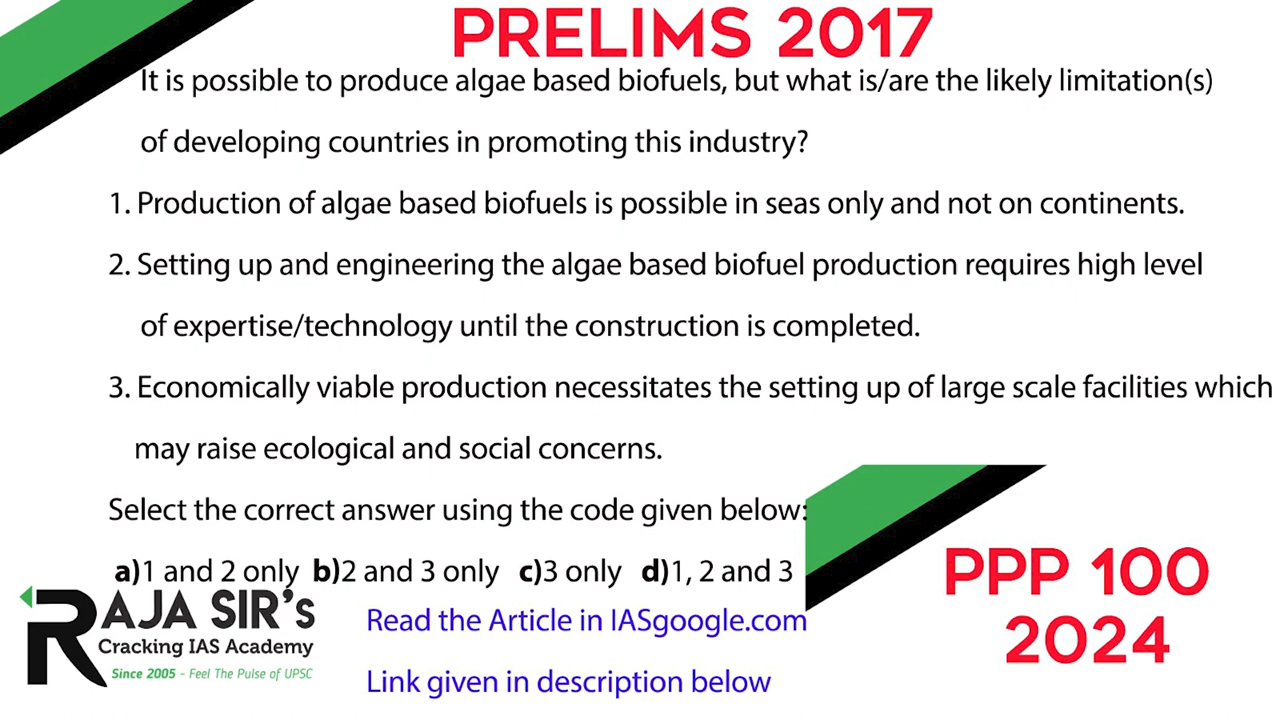 PRELIMS 2017
It is possible to produce algae based biofuels, but what is/are the likely limitation(s)
of developing countries in promoting this industry?
1. Production of algae based biofuels is possible in seas only and not on continents.
2. Setting up and engineering the algae based biofuel production requires high level
of expertise/technology until the construction is completed.
3. Economically viable production necessitates the setting up of large scale facilities which
may raise ecological and social concerns.
Select the correct answer using the code given below:
a)1 and 2 only b)2 and 3 only c)3 only d)1, 2 and 3
RAJA SIR's
Cracking IAS Academy
Since 2005 - Feel The Pulse of UPSC
Read the Article in IASgoogle.com
Link given in description below
PPP 100
2024